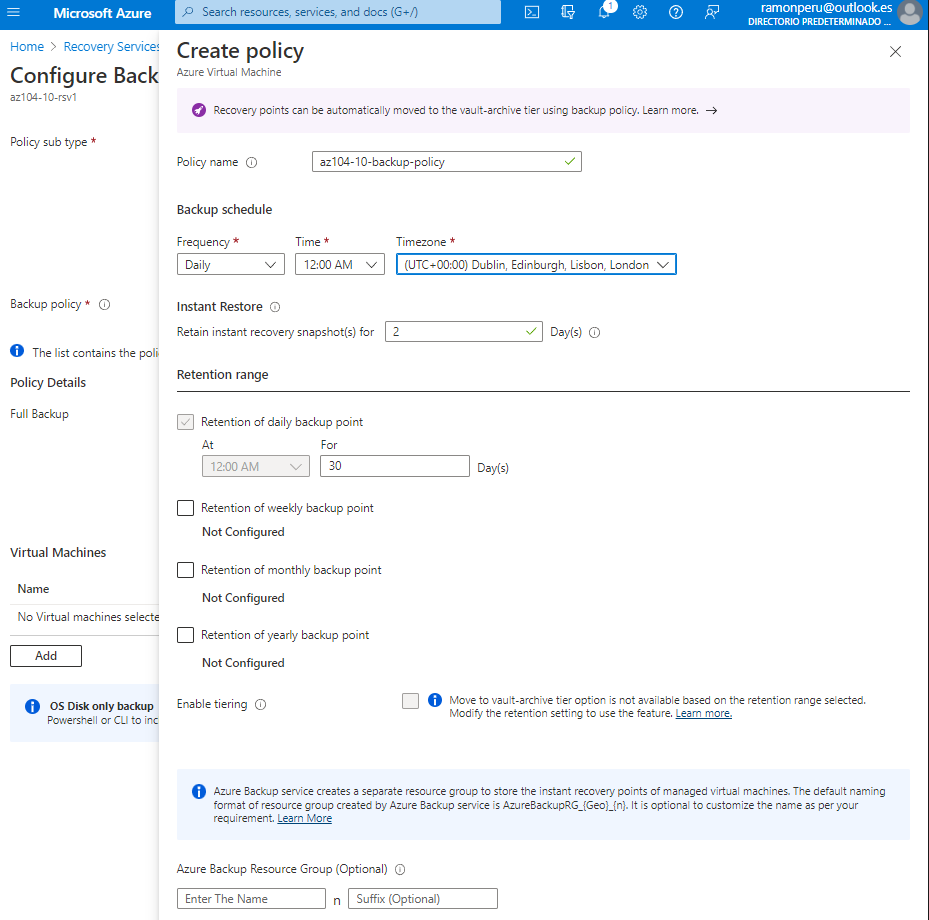 Microsoft Azure
Search resources, services, and docs (G+/)
1
ramonperu@outlook.es
DIRECTORIO PREDETERMINADO ...
Home > Recovery Services
Configure Back
az104-10-rsv1
Policy sub type *
Backup policy *
The list contains the poli
Policy Details
Full Backup
Virtual Machines
Name
No Virtual machines selecte
Add
OS Disk only backup
Powershell or CLI to inc
Create policy
Azure Virtual Machine
Recovery points can be automatically moved to the vault-archive tier using backup policy. Learn more. →
Policy name
az104-10-backup-policy
Backup schedule
Frequency * Time * Timezone *
Daily 12:00 AM (UTC+00:00) Dublin, Edinburgh, Lisbon, London
Instant Restore
Retain instant recovery snapshot(s) for 2 Day(s)
Retention range
Retention of daily backup point
At For
12:00 AM 30 Day(s)
Retention of weekly backup point
Not Configured
Retention of monthly backup point
Not Configured
Retention of yearly backup point
Not Configured
Enable tiering
Move to vault-archive tier option is not available based on the retention range selected.
Modify the retention setting to use the feature. Learn more.
Azure Backup service creates a separate resource group to store the instant recovery points of managed virtual machines. The default naming
format of resource group created by Azure Backup service is AzureBackupRG_{Geo}_{n}. It is optional to customize the name as per your
requirement. Learn More
Azure Backup Resource Group (Optional)
Enter The Name n Suffix (Optional)